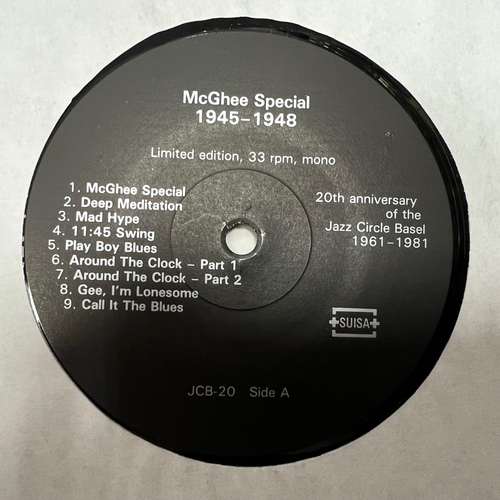 McGhee Special
1945–1948
Limited edition, 33 rpm, mono
1. McGhee Special
2. Deep Meditation
3. Mad Hype
4. 11:45 Swing
5. Play Boy Blues
6. Around The Clock – Part 1
7. Around The Clock – Part 2
8. Gee, I'm Lonesome
9. Call It The Blues
20th anniversary
of the
Jazz Circle Basel
1961–1981
SUISA
JCB-20 Side A